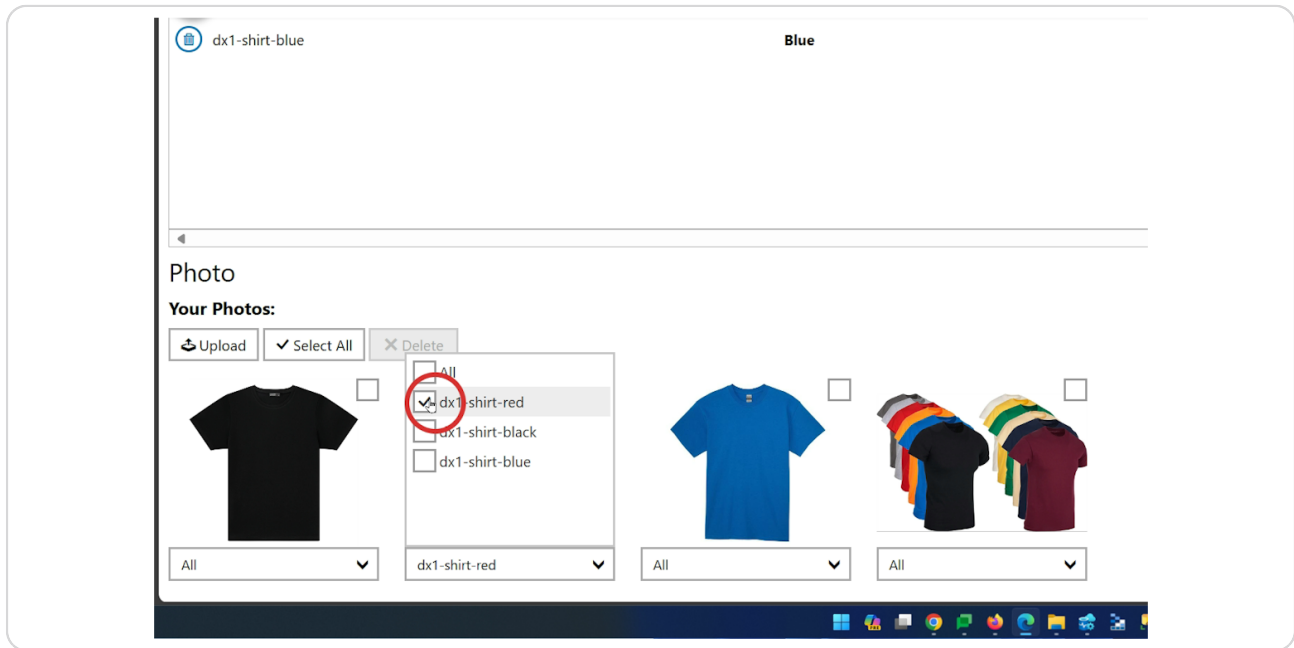 dx1-shirt-blue Blue
Photo
Your Photos:
Upload Select All Delete
All
dx1-shirt-red
dx1-shirt-black
dx1-shirt-blue
All dx1-shirt-red All All